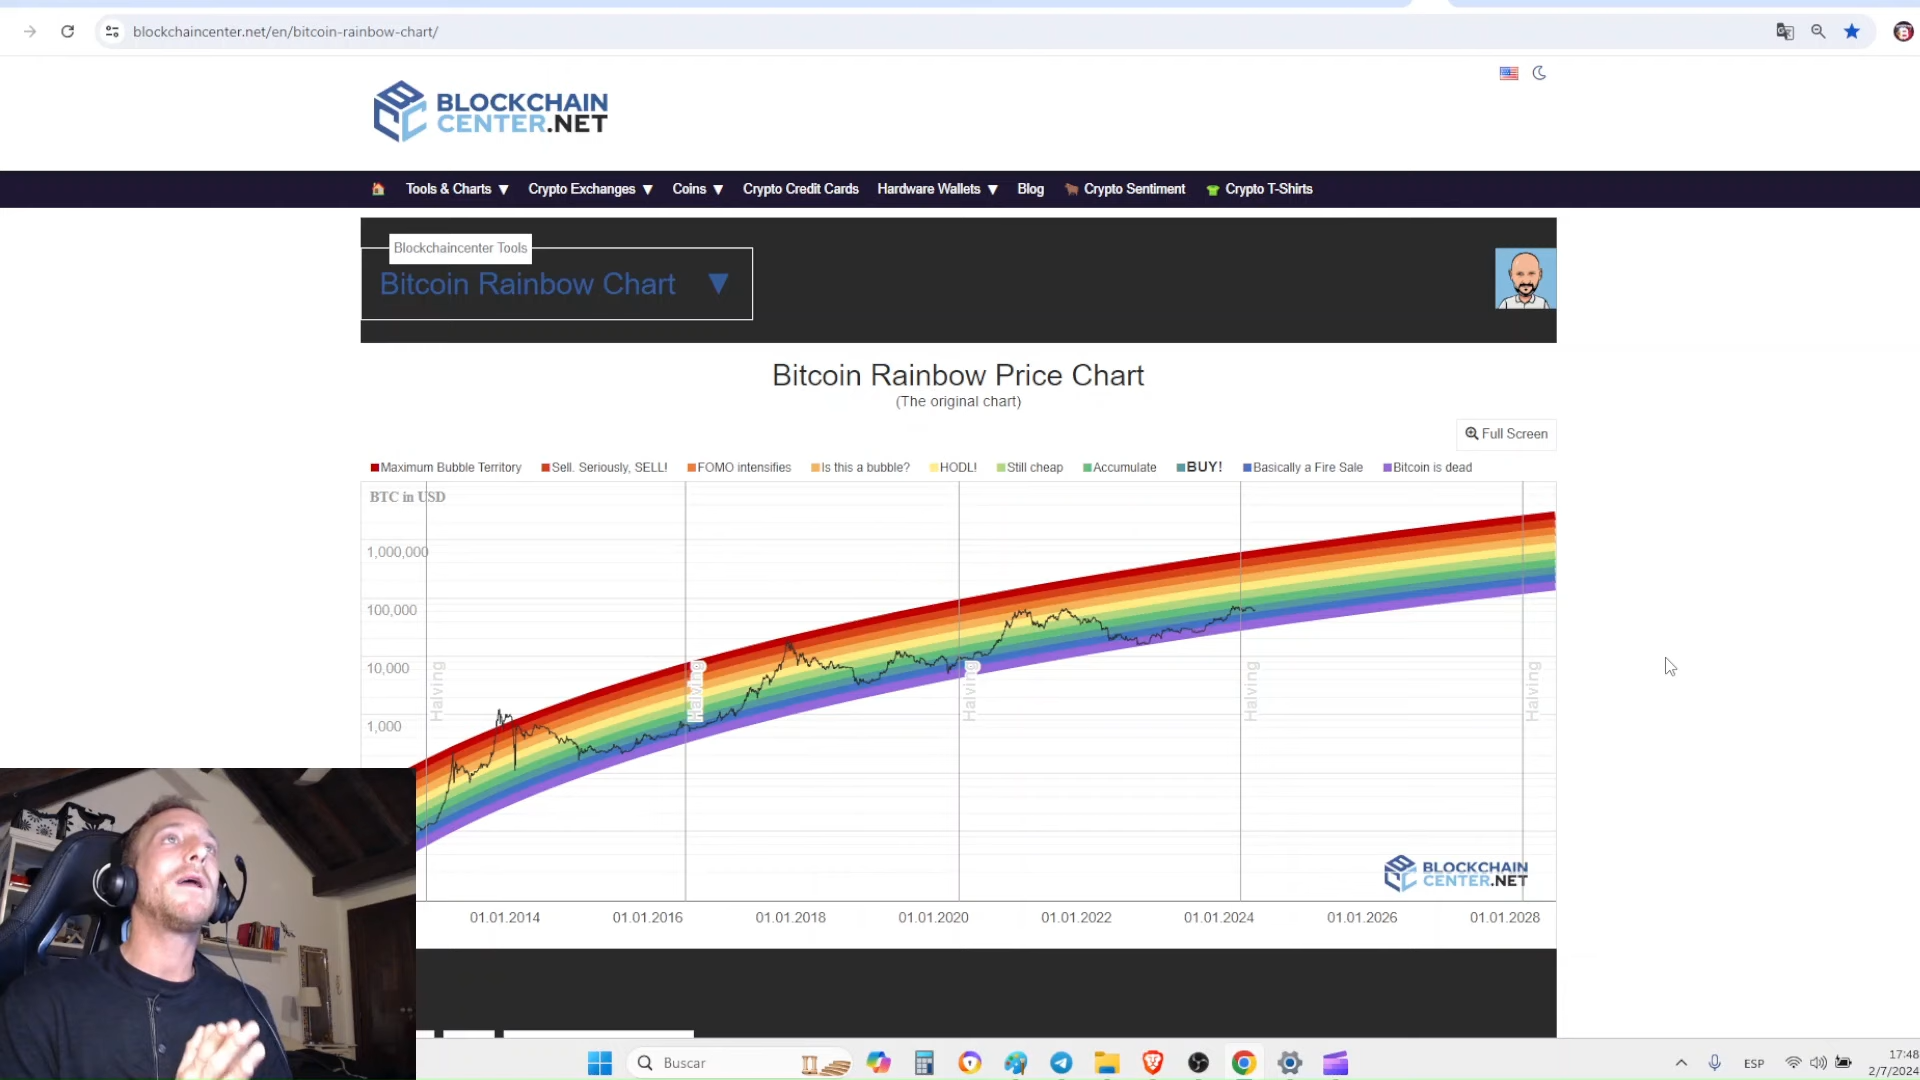 blockchaincenter.net/en/bitcoin-rainbow-chart/
BLOCKCHAIN
CENTER.NET
Tools & Charts ▼ Crypto Exchanges ▼ Coins ▼ Crypto Credit Cards Hardware Wallets ▼ Blog Crypto Sentiment Crypto T-Shirts
Blockchaincenter Tools
Bitcoin Rainbow Chart ▼
Bitcoin Rainbow Price Chart
(The original chart)
Full Screen
Maximum Bubble Territory Sell. Seriously, SELL! FOMO intensifies Is this a bubble? HODL! Still cheap Accumulate BUY! Basically a Fire Sale Bitcoin is dead
BTC in USD
1,000,000
100,000
10,000
1,000
Halving
Halving
Halving
Halving
Halving
BLOCKCHAIN
CENTER.NET
01.01.2014 01.01.2016 01.01.2018 01.01.2020 01.01.2022 01.01.2024 01.01.2026 01.01.2028
Buscar
ESP
17:48
2/7/2024